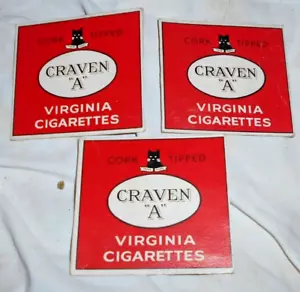 CORK TIPPED
CRAVEN
"A"
VIRGINIA
CIGARETTES
CORK TIPPED
CRAVEN
"A"
VIRGINIA
CIGARETTES
CORK TIPPED
CRAVEN
"A"
VIRGINIA
CIGARETTES